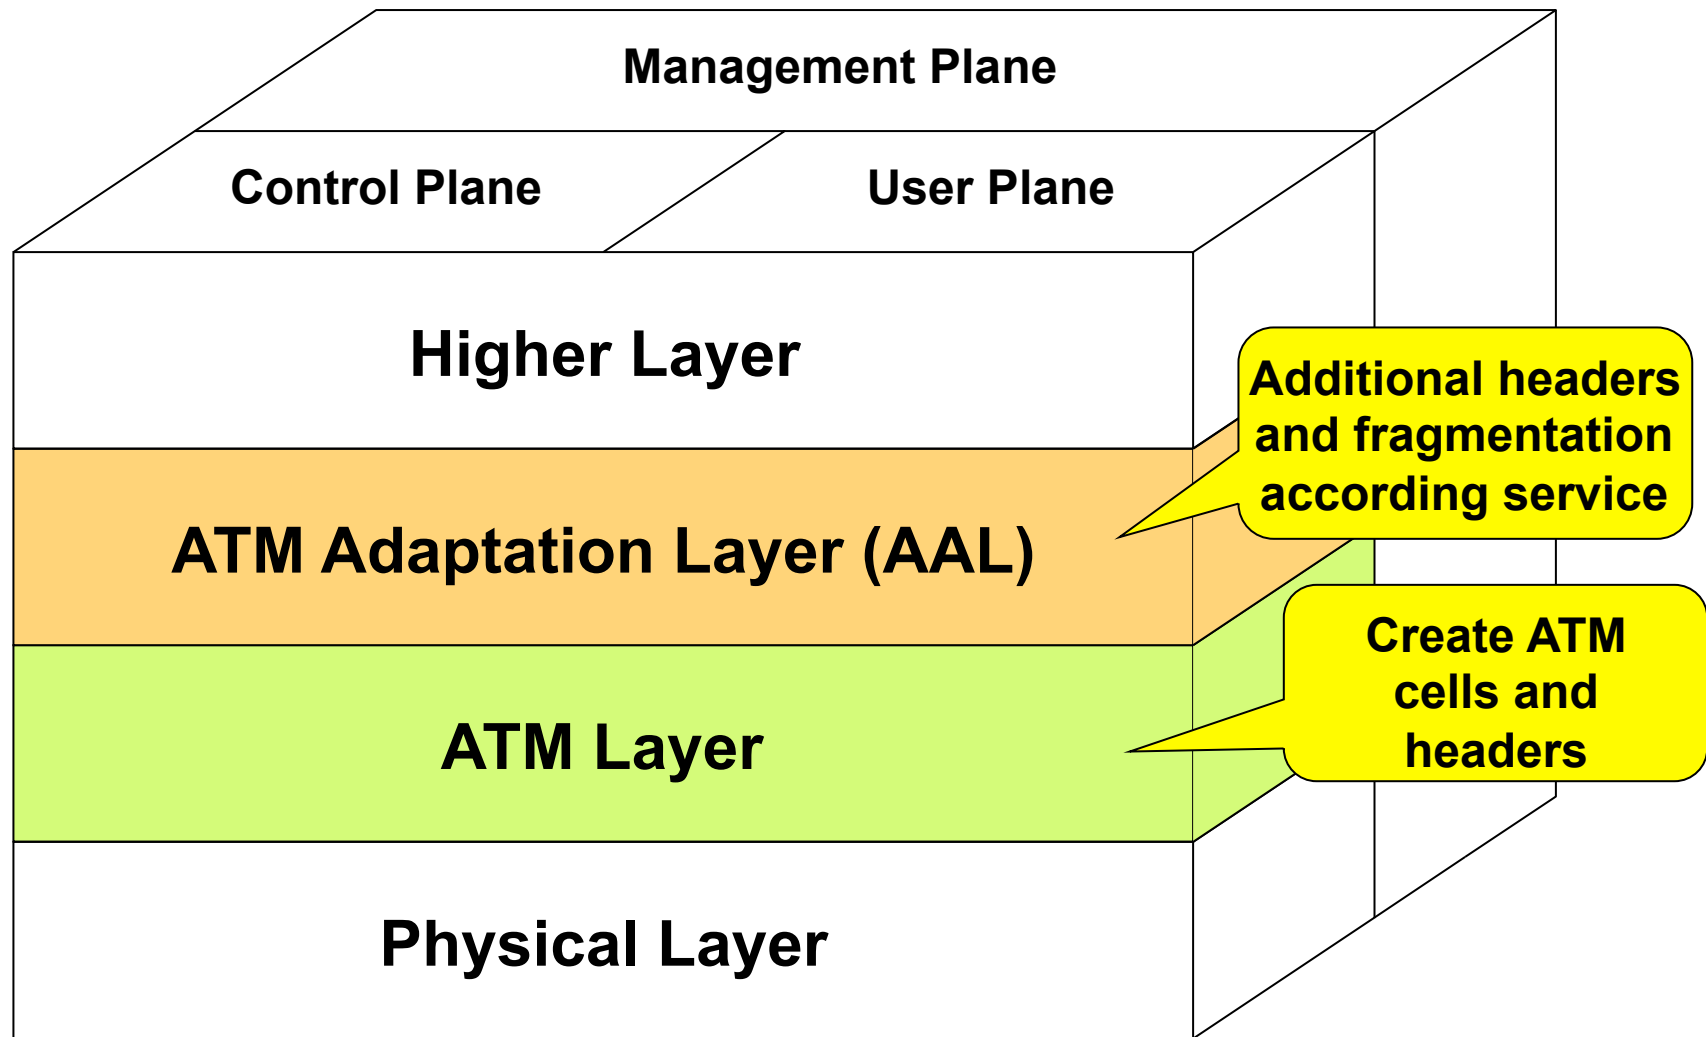 Management Plane
Control Plane
User Plane
Higher Layer
Additional headers
and fragmentation
according service
ATM Adaptation Layer (AAL)
Create ATM
cells and
headers
ATM Layer
Physical Layer